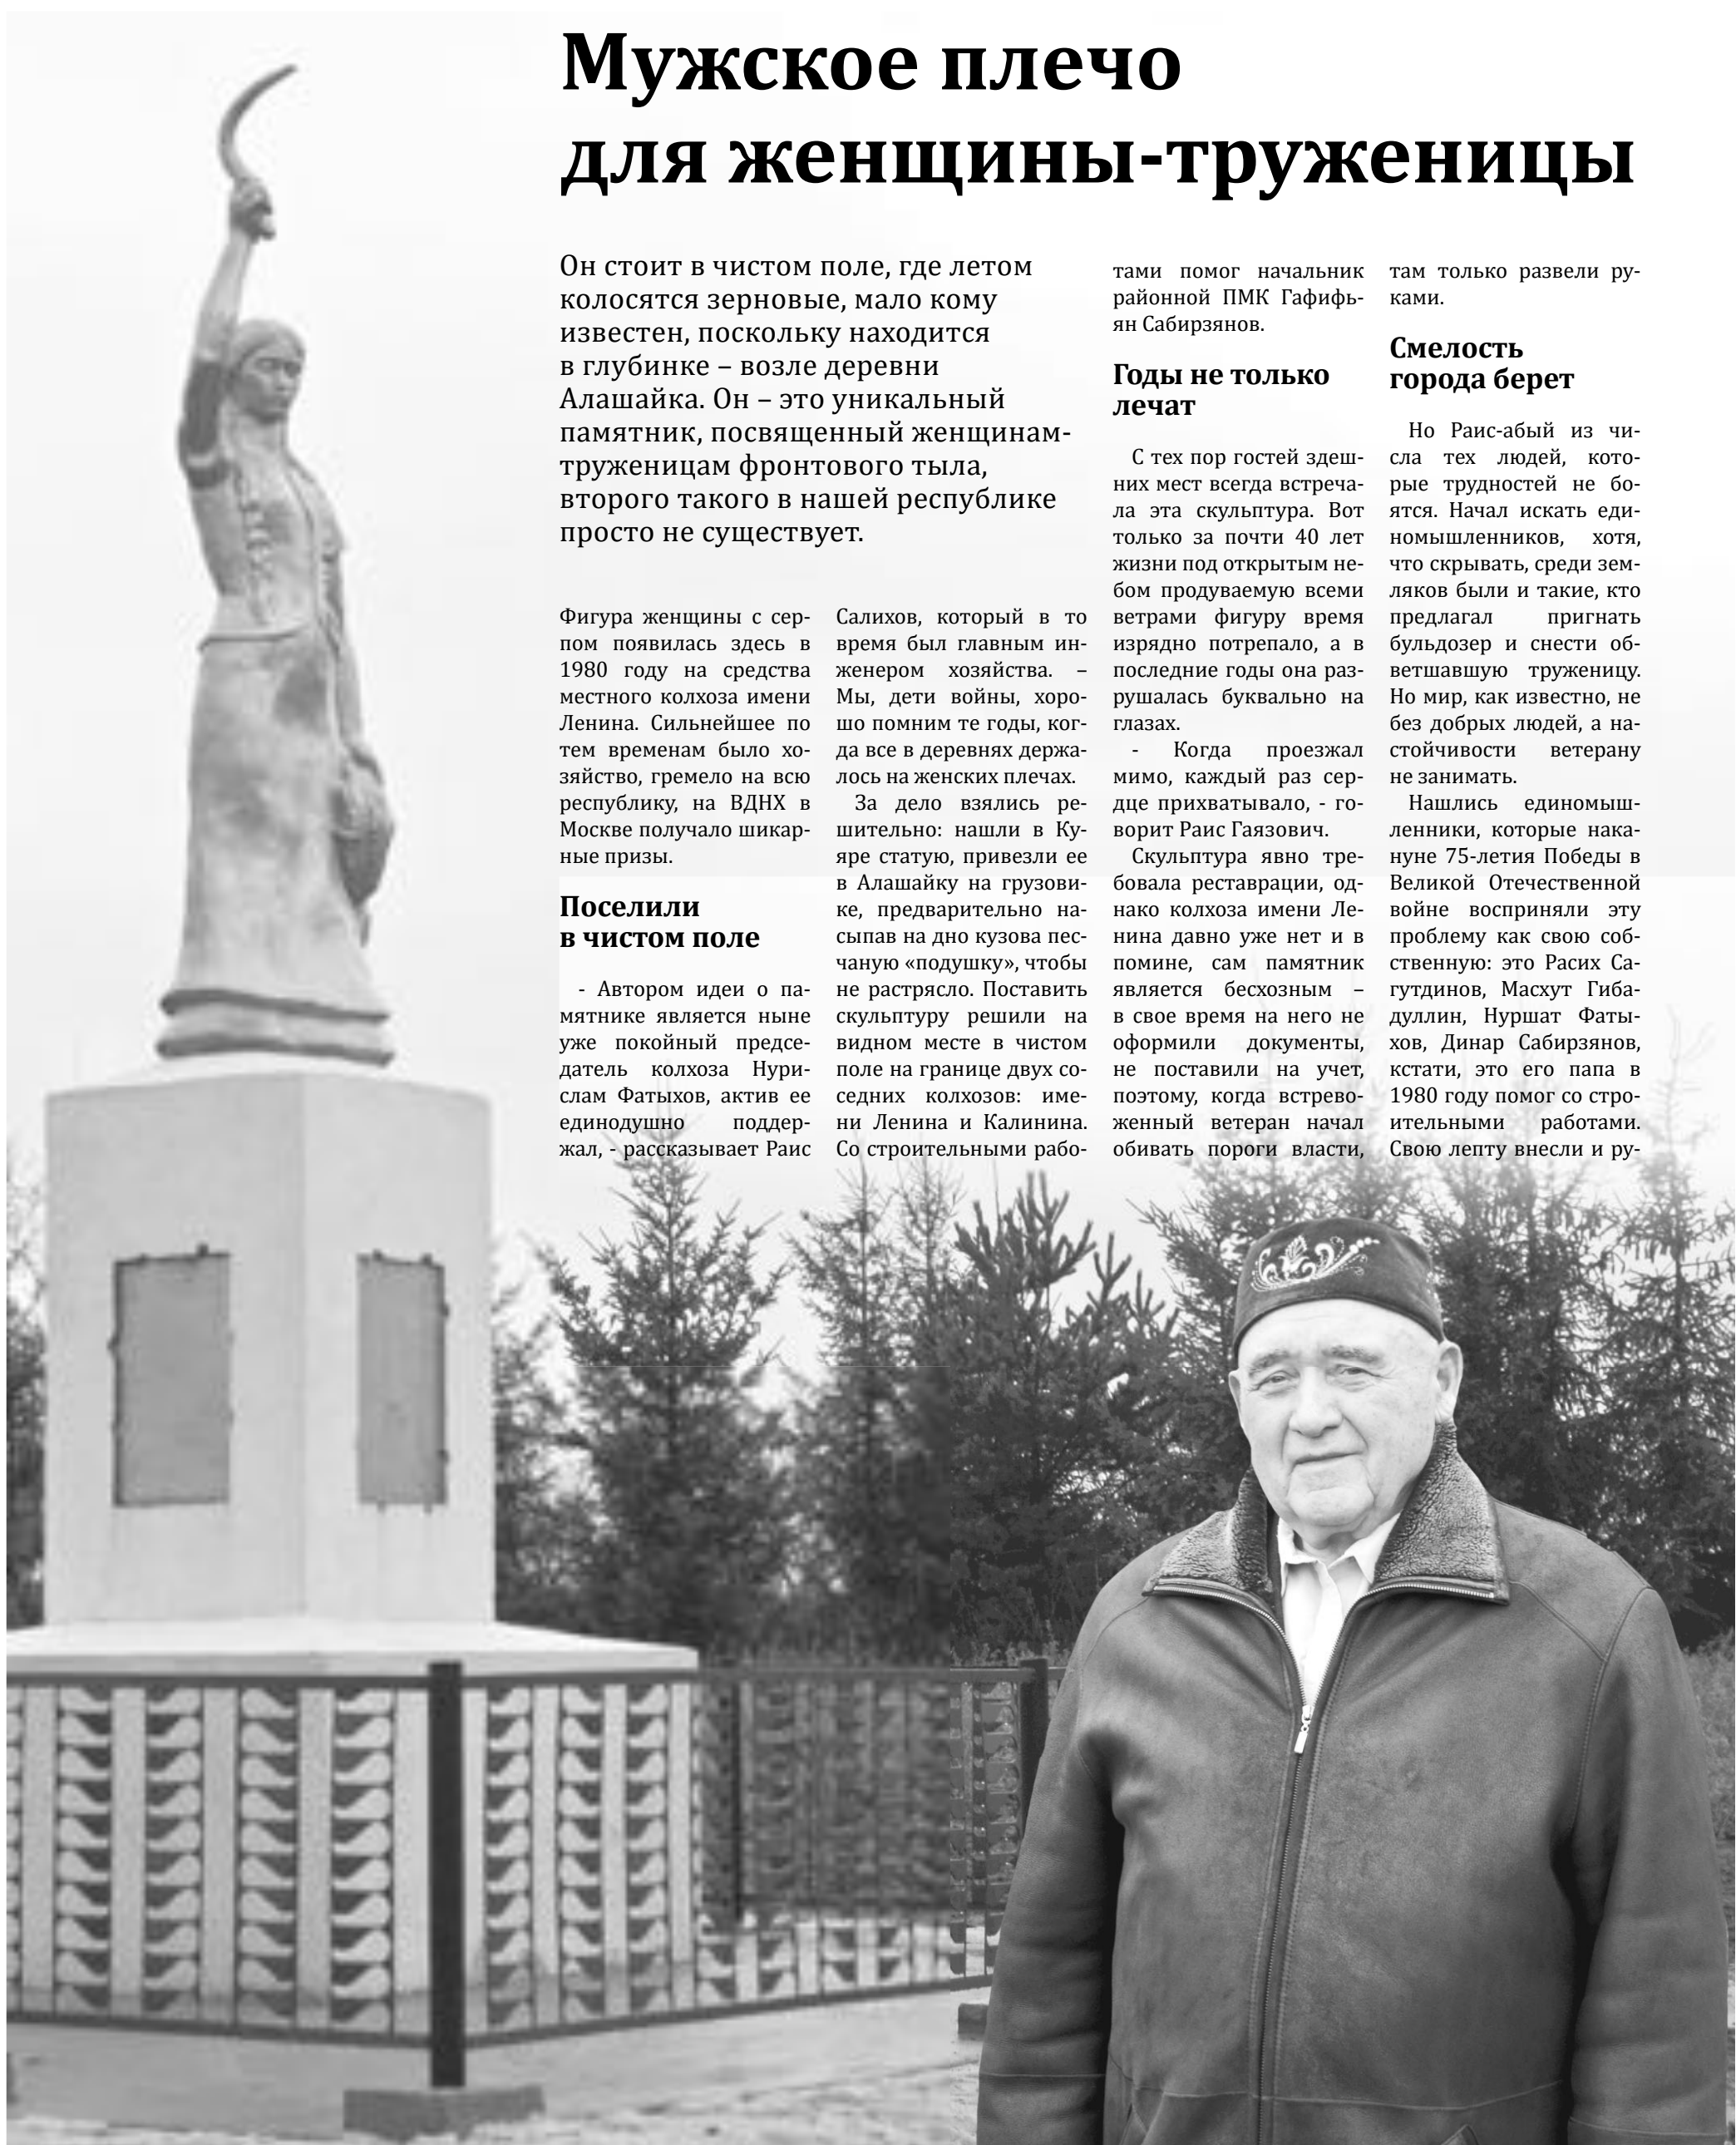 Мужское плечо
для женщины-труженицы
Он стоит в чистом поле, где летом
колосятся зерновые, мало кому
известен, поскольку находится
в глубинке – возле деревни
Алашайка. Он – это уникальный
памятник, посвященный женщинам-
труженицам фронтового тыла,
второго такого в нашей республике
просто не существует.
Фигура женщины с сер-
пом появилась здесь в
1980 году на средства
местного колхоза имени
Ленина. Сильнейшее по
тем временам было хо-
зяйство, гремело на всю
республику, на ВДНХ в
Москве получало шикар-
ные призы.
Поселили
в чистом поле
- Автором идеи о па-
мятнике является ныне
уже покойный предсе-
датель колхоза Нури-
слам Фатыхов, актив ее
единодушно поддер-
жал, - рассказывает Раис
Салихов, который в то
время был главным ин-
женером хозяйства. –
Мы, дети войны, хоро-
шо помним те годы, ког-
да все в деревнях держа-
лось на женских плечах.
За дело взялись ре-
шительно: нашли в Ку-
яре статую, привезли ее
в Алашайку на грузови-
ке, предварительно на-
сыпав на дно кузова пес-
чаную «подушку», чтобы
не растрясло. Поставить
скульптуру решили на
видном месте в чистом
поле на границе двух со-
седних колхозов: име-
ни Ленина и Калинина.
Со строительными рабо-
тами помог начальник
районной ПМК Гафифь-
ян Сабирзянов.
Годы не только
лечат
С тех пор гостей здеш-
них мест всегда встреча-
ла эта скульптура. Вот
только за почти 40 лет
жизни под открытым не-
бом продуваемую всеми
ветрами фигуру время
изрядно потрепало, а в
последние годы она раз-
рушалась буквально на
глазах.
- Когда проезжал
мимо, каждый раз сер-
дце прихватывало, - го-
ворит Раис Гаязович.
Скульптура явно тре-
бовала реставрации, од-
нако колхоза имени Ле-
нина давно уже нет и в
помине, сам памятник
является бесхозным –
в свое время на него не
оформили документы,
не поставили на учет,
поэтому, когда встрево-
женный ветеран начал
обивать пороги власти,
там только развели ру-
ками.
Смелость
города берет
Но Раис-абый из чи-
сла тех людей, кото-
рые трудностей не бо-
ятся. Начал искать еди-
номышленников, хотя,
что скрывать, среди зем-
ляков были и такие, кто
предлагал пригнать
бульдозер и снести об-
ветшавшую труженицу.
Но мир, как известно, не
без добрых людей, а на-
стойчивости ветерану
не занимать.
Нашлись единомыш-
ленники, которые нака-
нуне 75-летия Победы в
Великой Отечественной
войне восприняли эту
проблему как свою соб-
ственную: это Расих Са-
гутдинов, Масхут Гиба-
дуллин, Нуршат Фаты-
хов, Динар Сабирзянов,
кстати, это его папа в
1980 году помог со стро-
ительными работами.
Свою лепту внесли и ру-